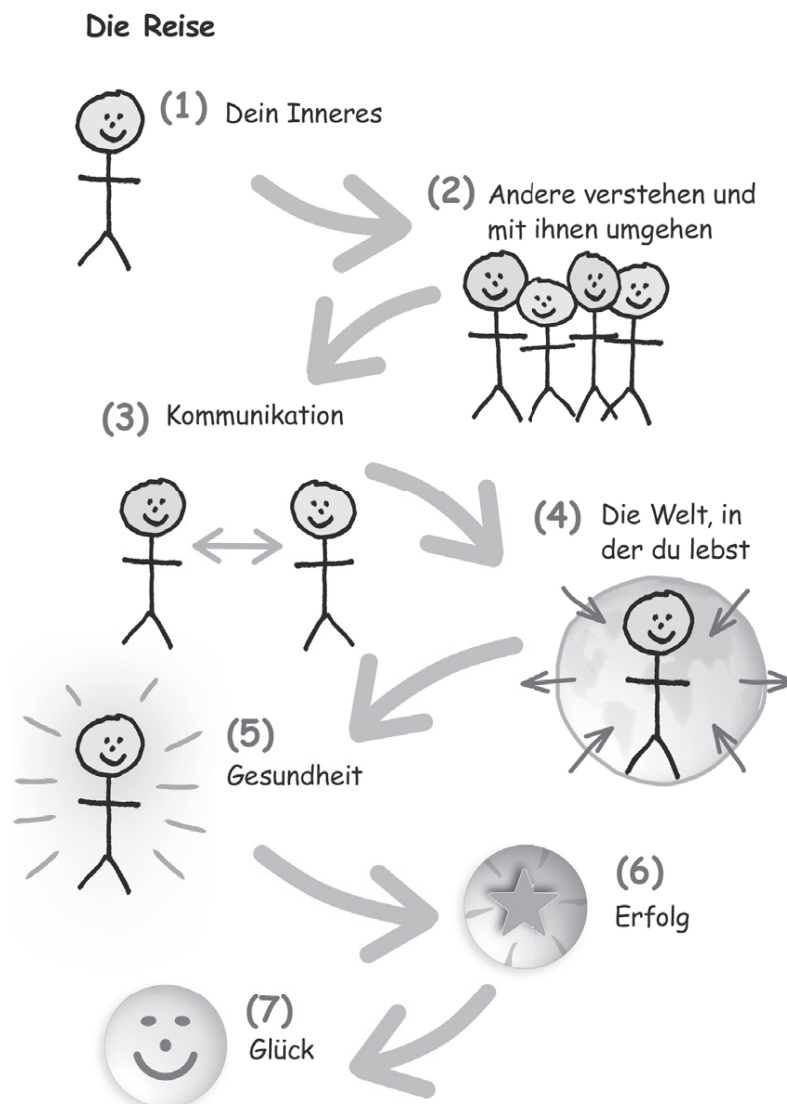 Die Reise
(1) Dein Inneres
(2) Andere verstehen und
mit ihnen umgehen
(3) Kommunikation
(4) Die Welt, in
der du lebst
(5)
Gesundheit
(6)
Erfolg
(7)
Glück